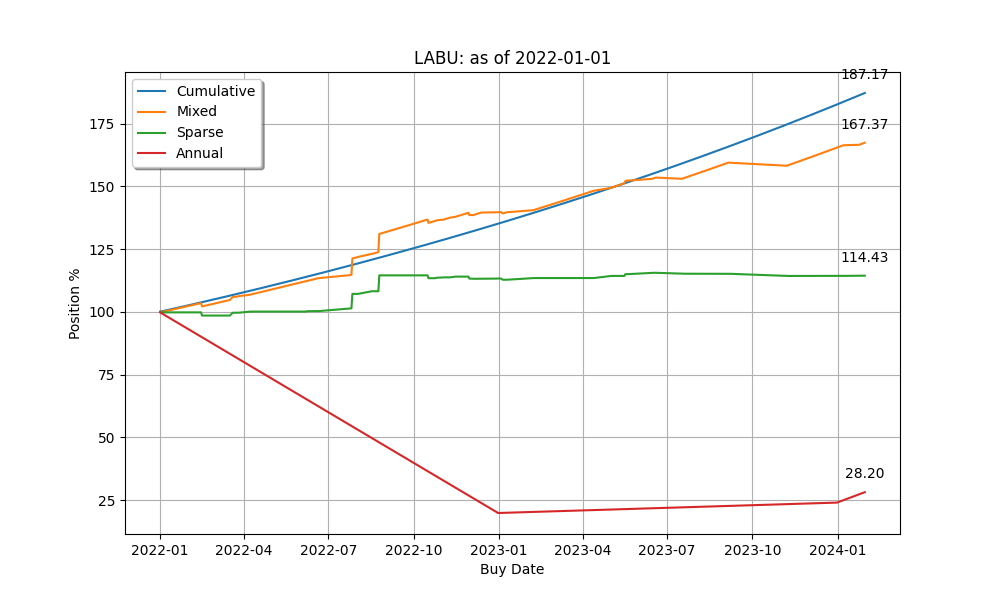 LABU: as of 2022-01-01
187.17
Cumulative
Mixed
Sparse
Annual
167.37
114.43
28.20
175
150
125
100
75
50
25
Position %
2022-01 2022-04 2022-07 2022-10 2023-01 2023-04 2023-07 2023-10 2024-01
Buy Date